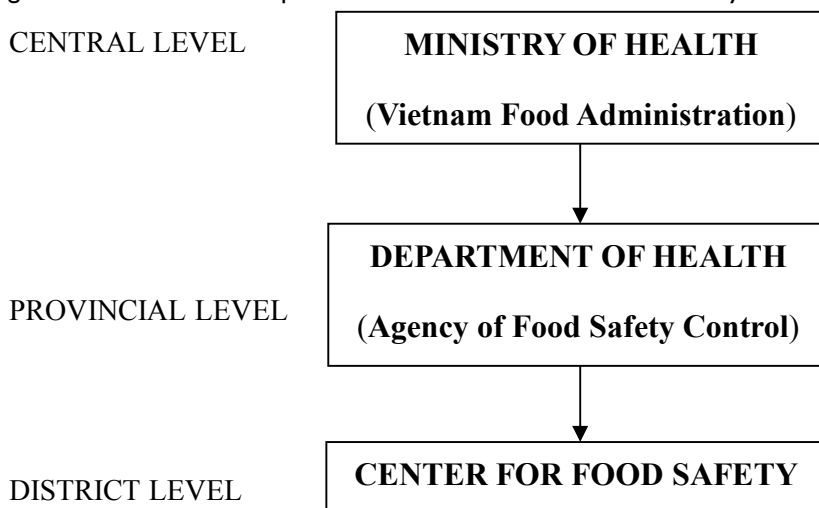 CENTRAL LEVEL
MINISTRY OF HEALTH
(Vietnam Food Administration)
DEPARTMENT OF HEALTH
PROVINCIAL LEVEL
(Agency of Food Safety Control)
CENTER FOR FOOD SAFETY
DISTRICT LEVEL